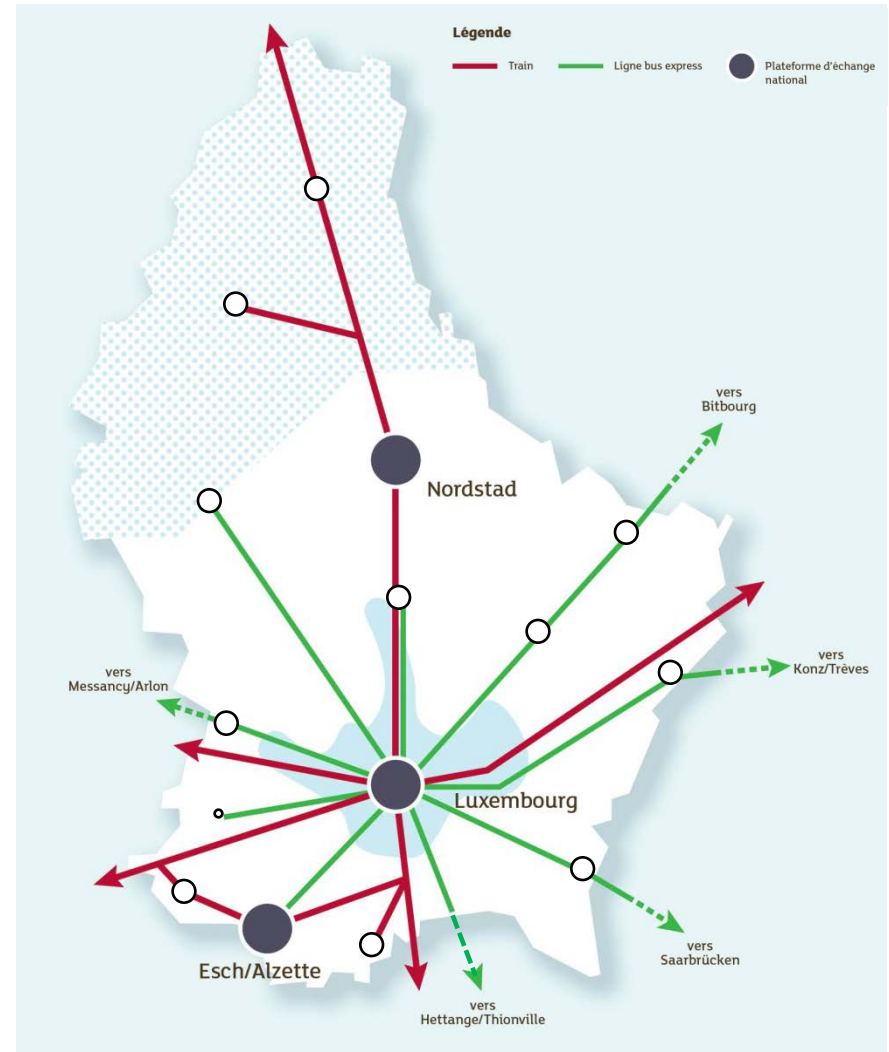 Légende
Train
Ligne bus express
Plateforme d'échange
national
vers
Bitbourg
Nordstad
vers
Konz/Trèves
vers
Messancy/Arlon
Luxembourg
vers
Saarbrücken
Esch/Alzette
vers
Hettange/Thionville